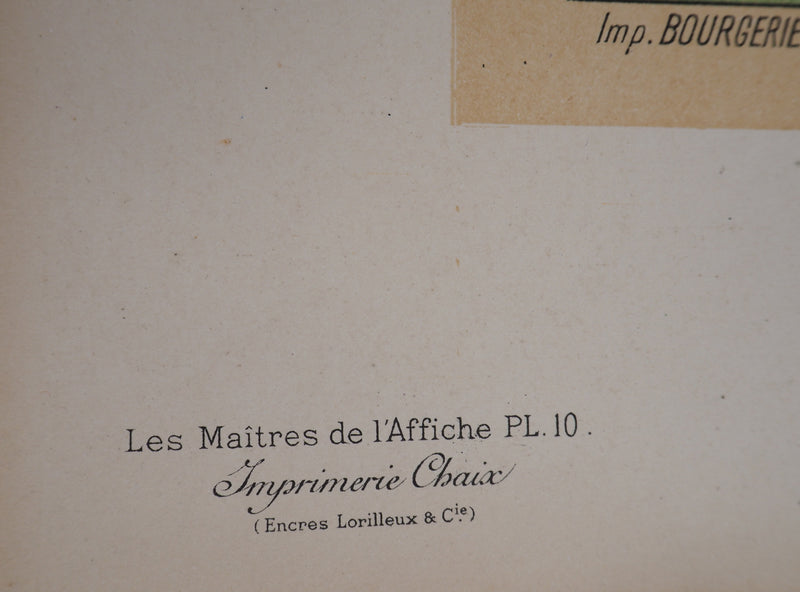 Imp. BOURGERIE
Les Maîtres de l'Affiche PL. 10.
Imprimerie Chaix
(Encres Lorilleux & Cie)